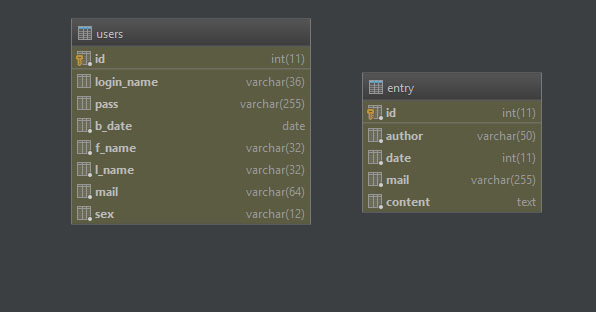 users
id int(11)
login_name varchar(36)
pass varchar(255)
b_date date
f_name varchar(32)
l_name varchar(32)
mail varchar(64)
sex varchar(12)
entry
id int(11)
author varchar(50)
date int(11)
mail varchar(255)
content text